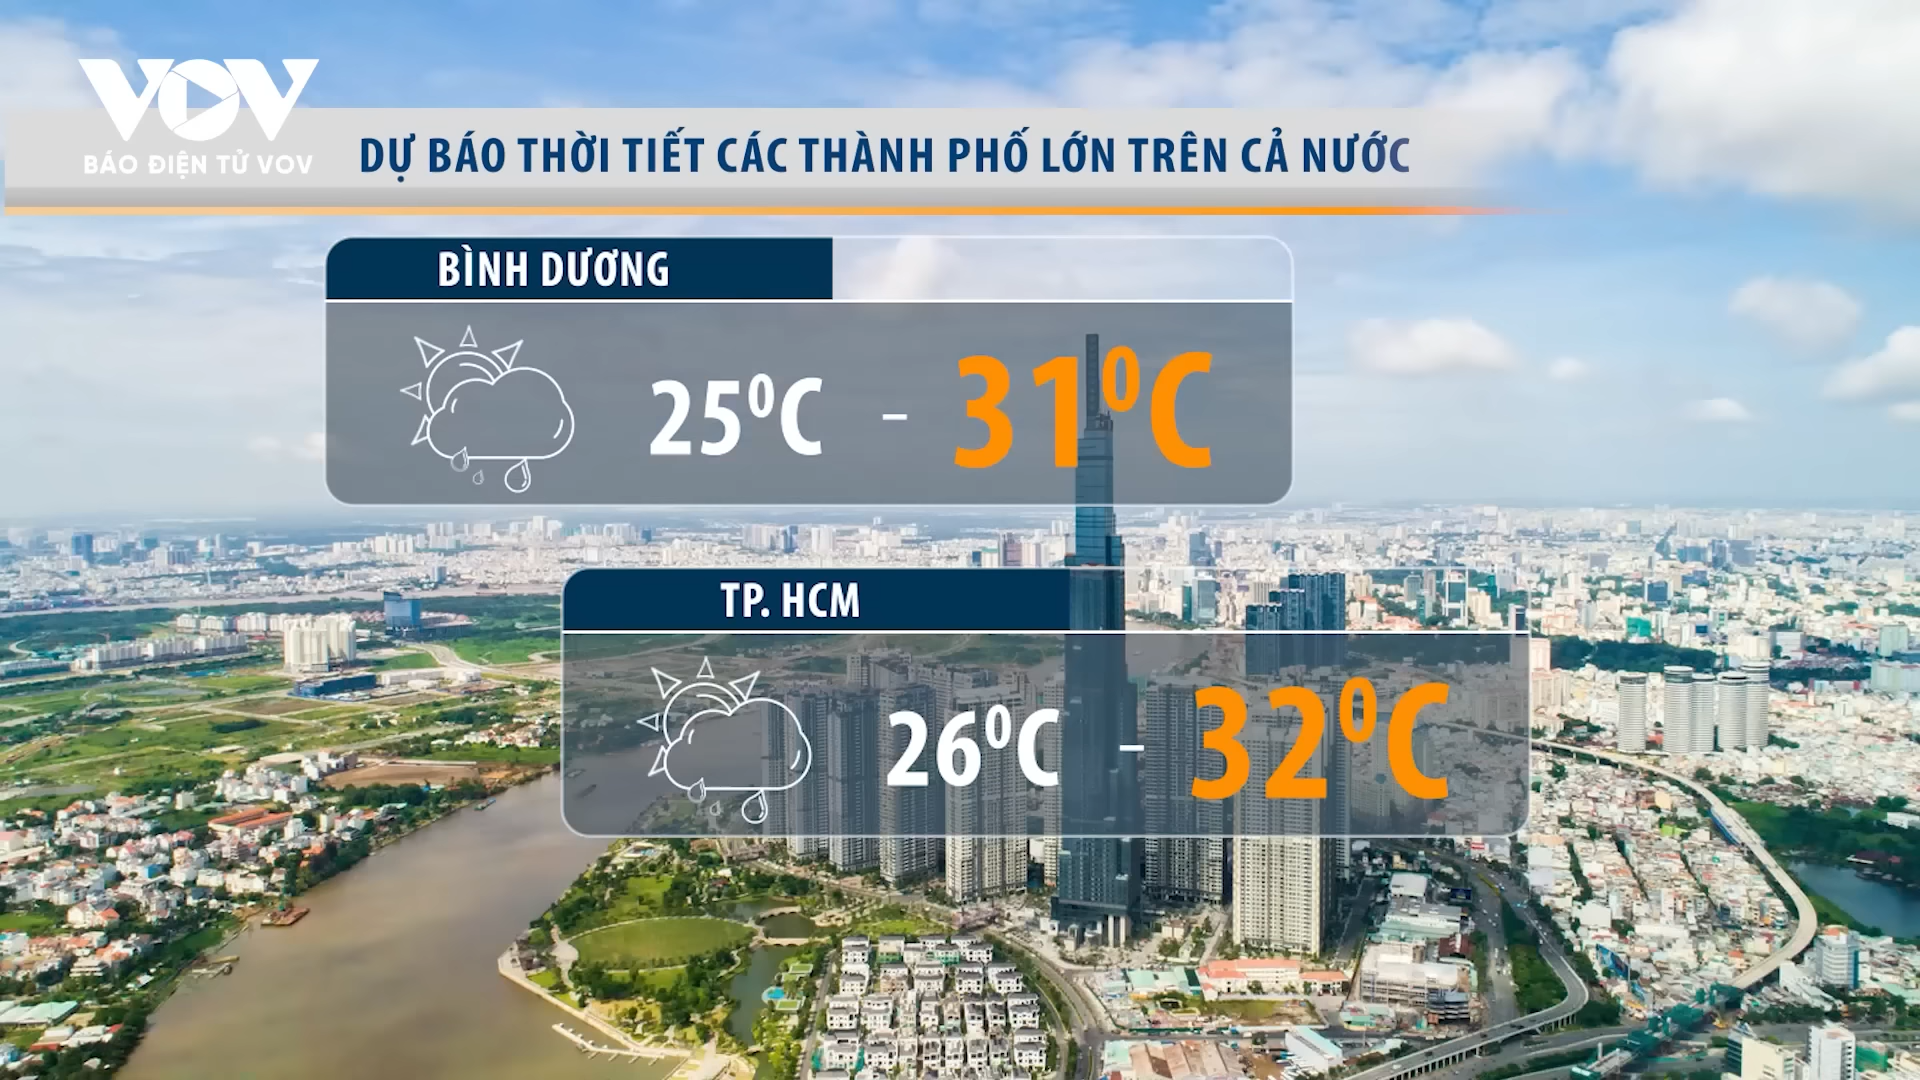 VOV
BÁO ĐIỆN TỬ VOV
DỰ BÁO THỜI TIẾT CÁC THÀNH PHỐ LỚN TRÊN CẢ NƯỚC
BÌNH DƯƠNG
25⁰C - 31⁰C
TP. HCM
26⁰C - 32⁰C